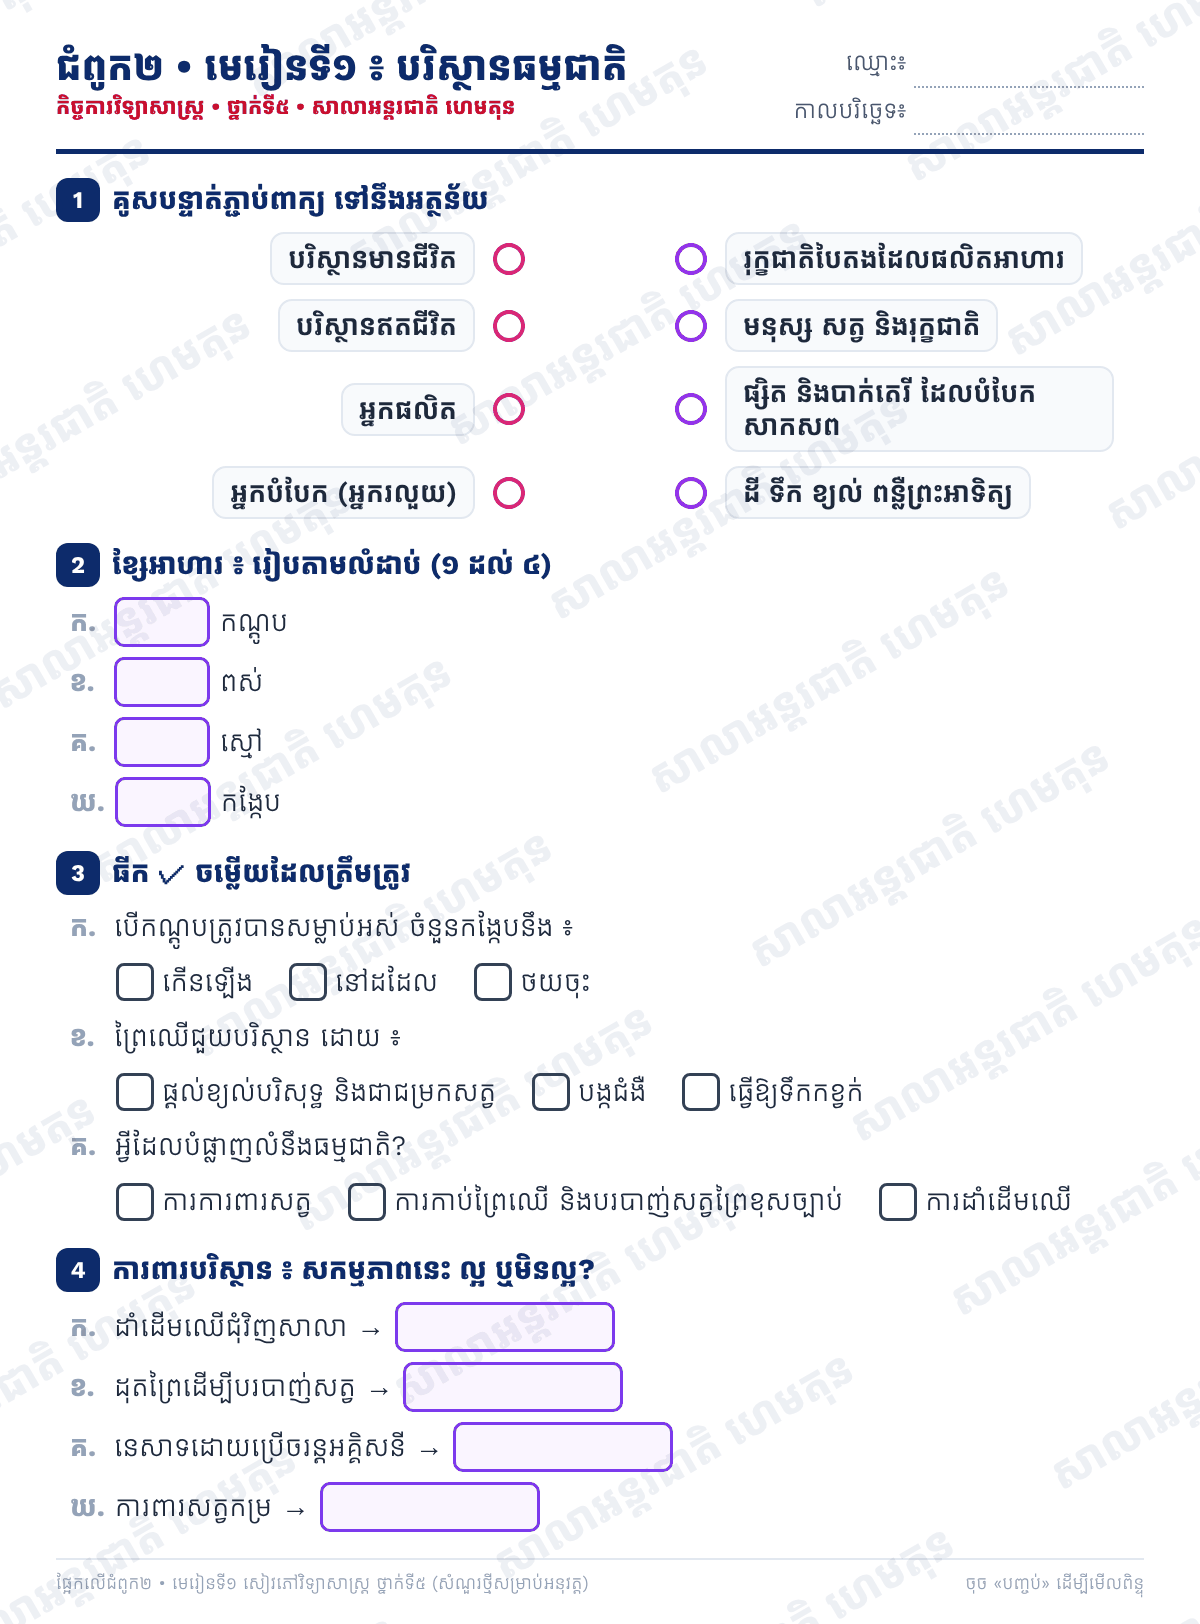 ជំពូក២ • មេរៀនទី១ ៖ បរិស្ថានធម្មជាតិ
ឈ្មោះ៖
កិច្ចការវិទ្យាសាស្ត្រ • ថ្នាក់ទី៥ • សាលាអន្តរជាតិ ហេមតុន
កាលបរិច្ឆេទ៖
1 គូសបន្ទាត់ភ្ជាប់ពាក្យ ទៅនឹងអត្ថន័យ
បរិស្ថានមានជីវិត
រុក្ខជាតិបៃតងដែលផលិតអាហារ
បរិស្ថានឥតជីវិត
មនុស្ស សត្វ និងរុក្ខជាតិ
អ្នកផលិត
ផ្សិត និងបាក់តេរី ដែលបំបែក
សាកសព
អ្នកបំបែក (អ្នករលួយ)
ដី ទឹក ខ្យល់ ពន្លឺព្រះអាទិត្យ
2 ខ្សែអាហារ ៖ រៀបតាមលំដាប់ (១ ដល់ ៤)
ក. កណ្តូប
ខ. ពស់
គ. ស្មៅ
ឃ. កង្កែប
3 ធីក ✓ ចម្លើយដែលត្រឹមត្រូវ
ក. បើកណ្តូបត្រូវបានសម្លាប់អស់ ចំនួនកង្កែបនឹង ៖
កើនឡើង នៅដដែល ថយចុះ
ខ. ព្រៃឈើជួយបរិស្ថាន ដោយ ៖
ផ្តល់ខ្យល់បរិសុទ្ធ និងជាជម្រកសត្វ បង្កជំងឺ ធ្វើឱ្យទឹកកខ្វក់
គ. អ្វីដែលបំផ្លាញលំនឹងធម្មជាតិ?
ការការពារសត្វ ការកាប់ព្រៃឈើ និងបរបាញ់សត្វព្រៃខុសច្បាប់ ការដាំដើមឈើ
4 ការពារបរិស្ថាន ៖ សកម្មភាពនេះ ល្អ ឬមិនល្អ?
ក. ដាំដើមឈើជុំវិញសាលា →
ខ. ដុតព្រៃដើម្បីបរបាញ់សត្វ →
គ. នេសាទដោយប្រើចរន្តអគ្គិសនី →
ឃ. ការពារសត្វកម្រ →
ផ្អែកលើជំពូក២ • មេរៀនទី១ សៀវភៅវិទ្យាសាស្ត្រ ថ្នាក់ទី៥ (សំណួរថ្មីសម្រាប់អនុវត្ត)
ចុច «បញ្ចប់» ដើម្បីមើលពិន្ទុ